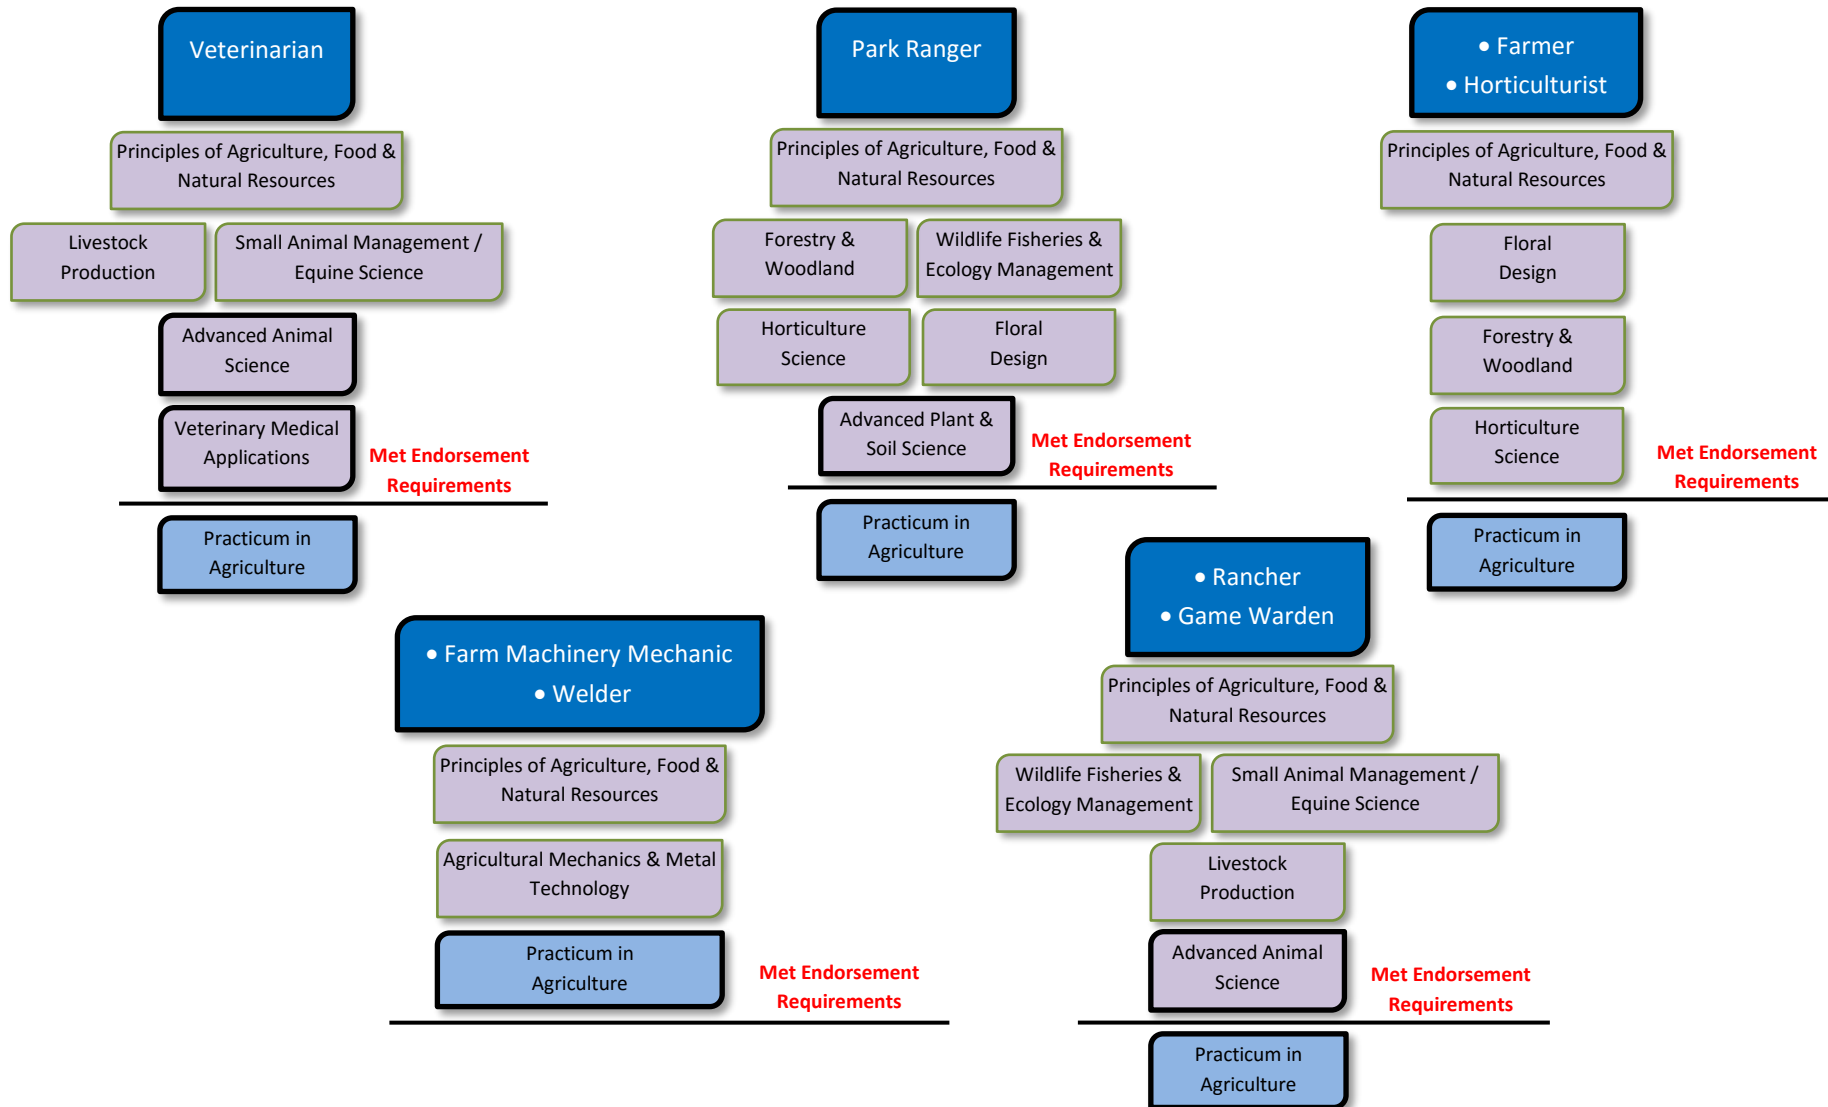 Veterinarian
Principles of Agriculture, Food &
Natural Resources
Livestock
Production
Small Animal Management /
Equine Science
Advanced Animal
Science
Veterinary Medical
Applications
Met Endorsement
Requirements
Practicum in
Agriculture
Park Ranger
Principles of Agriculture, Food &
Natural Resources
Forestry &
Woodland
Wildlife Fisheries &
Ecology Management
Horticulture
Science
Floral
Design
Advanced Plant &
Soil Science
Met Endorsement
Requirements
Practicum in
Agriculture
• Farmer
• Horticulturist
Principles of Agriculture, Food &
Natural Resources
Floral
Design
Forestry &
Woodland
Horticulture
Science
Met Endorsement
Requirements
Practicum in
Agriculture
• Farm Machinery Mechanic
• Welder
Principles of Agriculture, Food &
Natural Resources
Agricultural Mechanics & Metal
Technology
Practicum in
Agriculture
Met Endorsement
Requirements
• Rancher
• Game Warden
Principles of Agriculture, Food &
Natural Resources
Wildlife Fisheries &
Ecology Management
Small Animal Management /
Equine Science
Livestock
Production
Advanced Animal
Science
Met Endorsement
Requirements
Practicum in
Agriculture